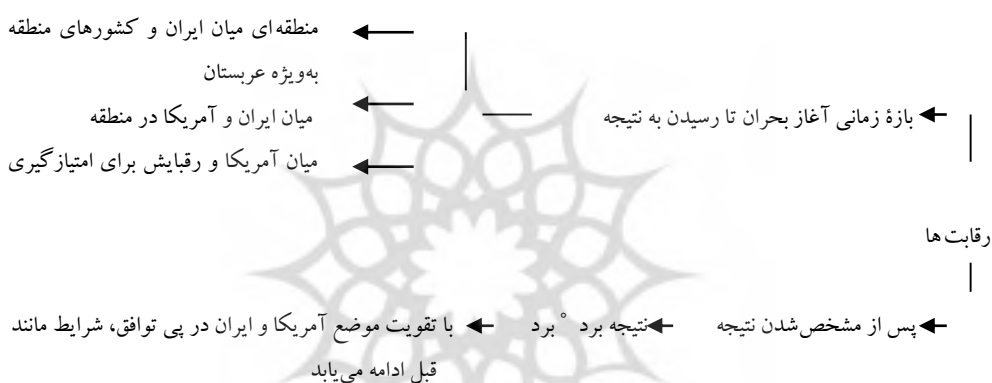 منطقه‌ای میان ایران و کشورهای منطقه
به‌ویژه عربستان
بازهٔ زمانی آغاز بحران تا رسیدن به نتیجه
میان ایران و آمریکا در منطقه
میان آمریکا و رقبایش برای امتیازگیری
رقابت‌ها
پس از مشخص‌شدن نتیجه
نتیجه برد ° برد
با تقویت موضع آمریکا و ایران در پی توافق، شرایط مانند
قبل ادامه می‌یابد